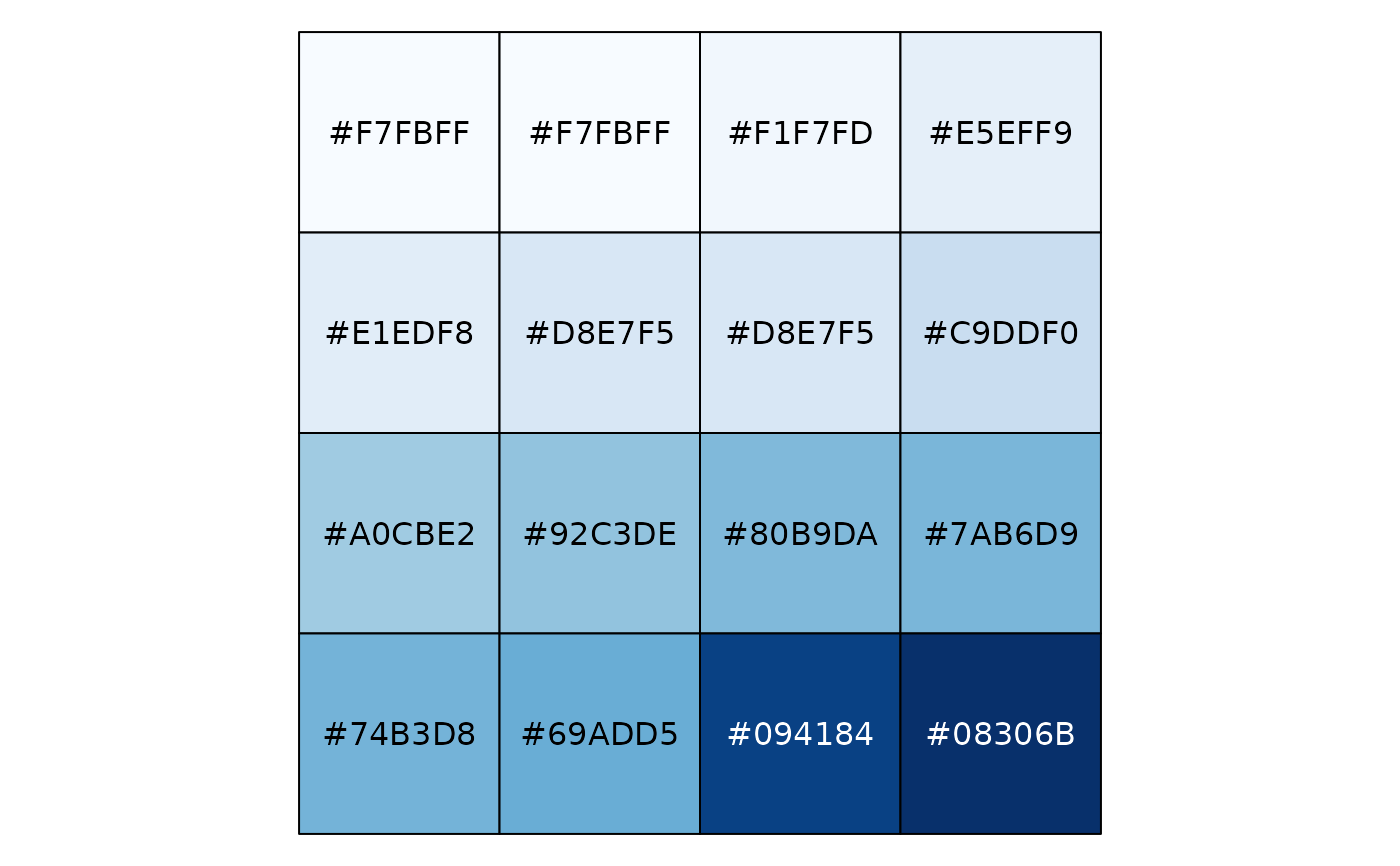 #F7FBFF #F7FBFF #F1F7FD #E5EFF9
#E1EDF8 #D8E7F5 #D8E7F5 #C9DDF0
#A0CBE2 #92C3DE #80B9DA #7AB6D9
#74B3D8 #69ADD5 #094184 #08306B